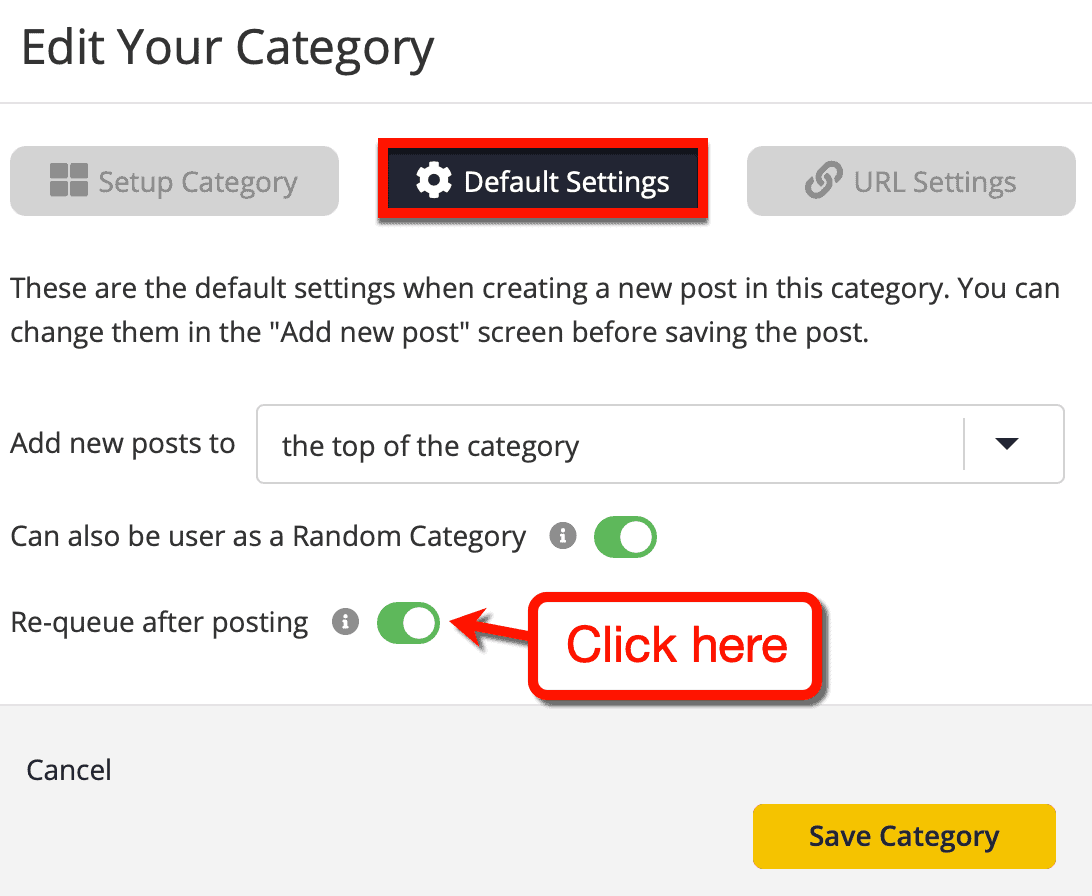 Edit Your Category
Setup Category
Default Settings
URL Settings
These are the default settings when creating a new post in this category. You can
change them in the "Add new post" screen before saving the post.
Add new posts to
the top of the category
Can also be user as a Random Category
Re-queue after posting
Click here
Cancel
Save Category